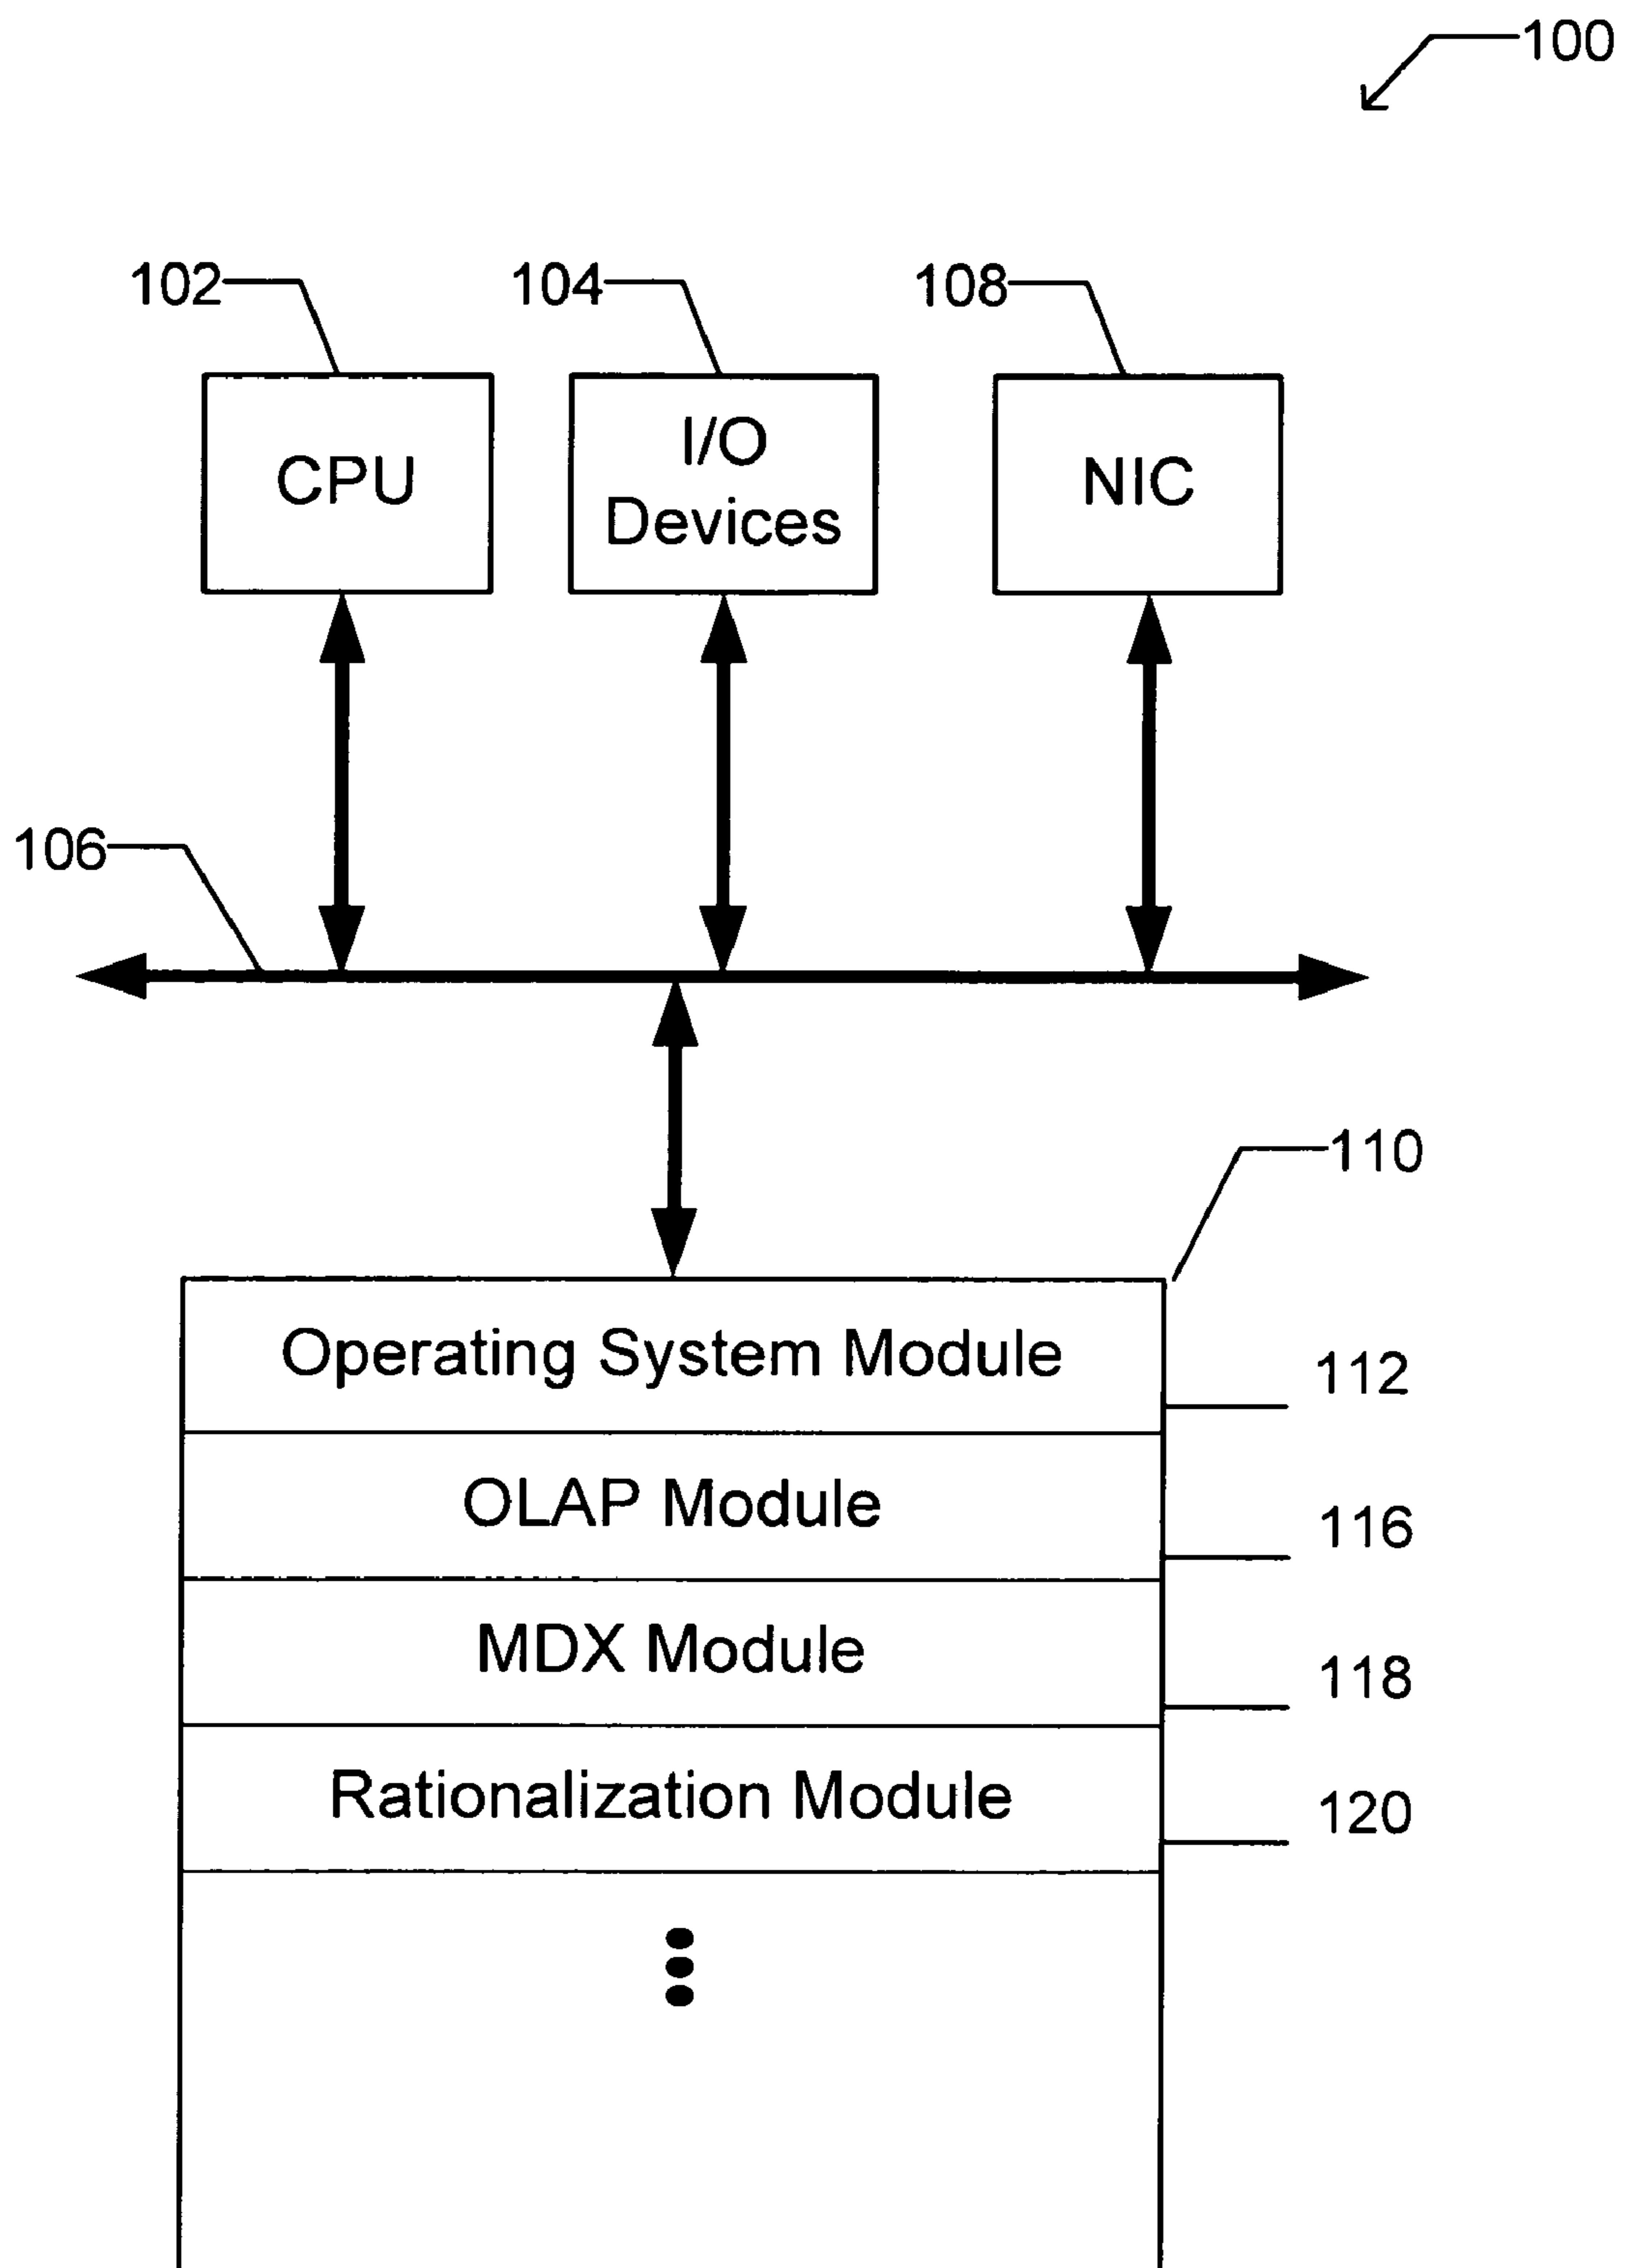 100
102
104
108
CPU
I/O
Devices
NIC
106
110
Operating System Module
112
OLAP Module
116
MDX Module
118
Rationalization Module
120